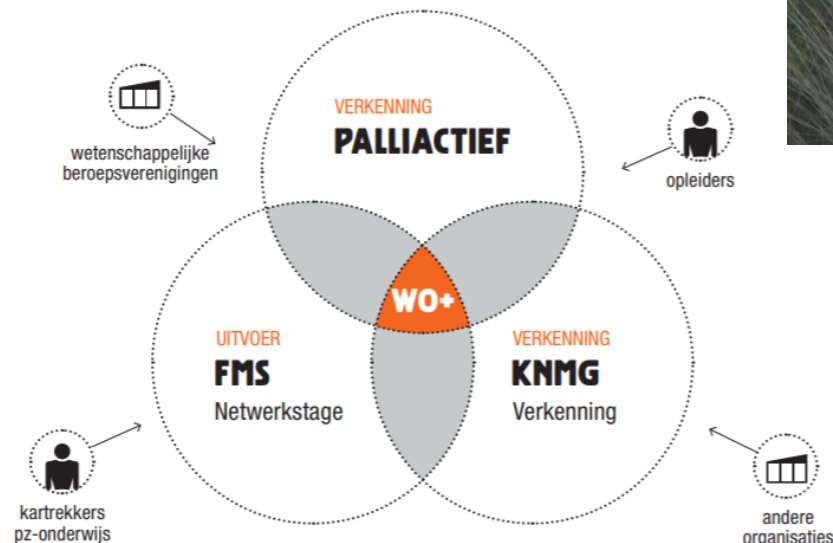 VERKENNING
PALLIACTIEF
wetenschappelijke
beroepsverenigingen
opleiders
WO+
UITVOER
FMS
Netwerkstage
VERKENNING
KNMG
Verkenning
kartrekkers
pz-onderwijs
andere
organisaties